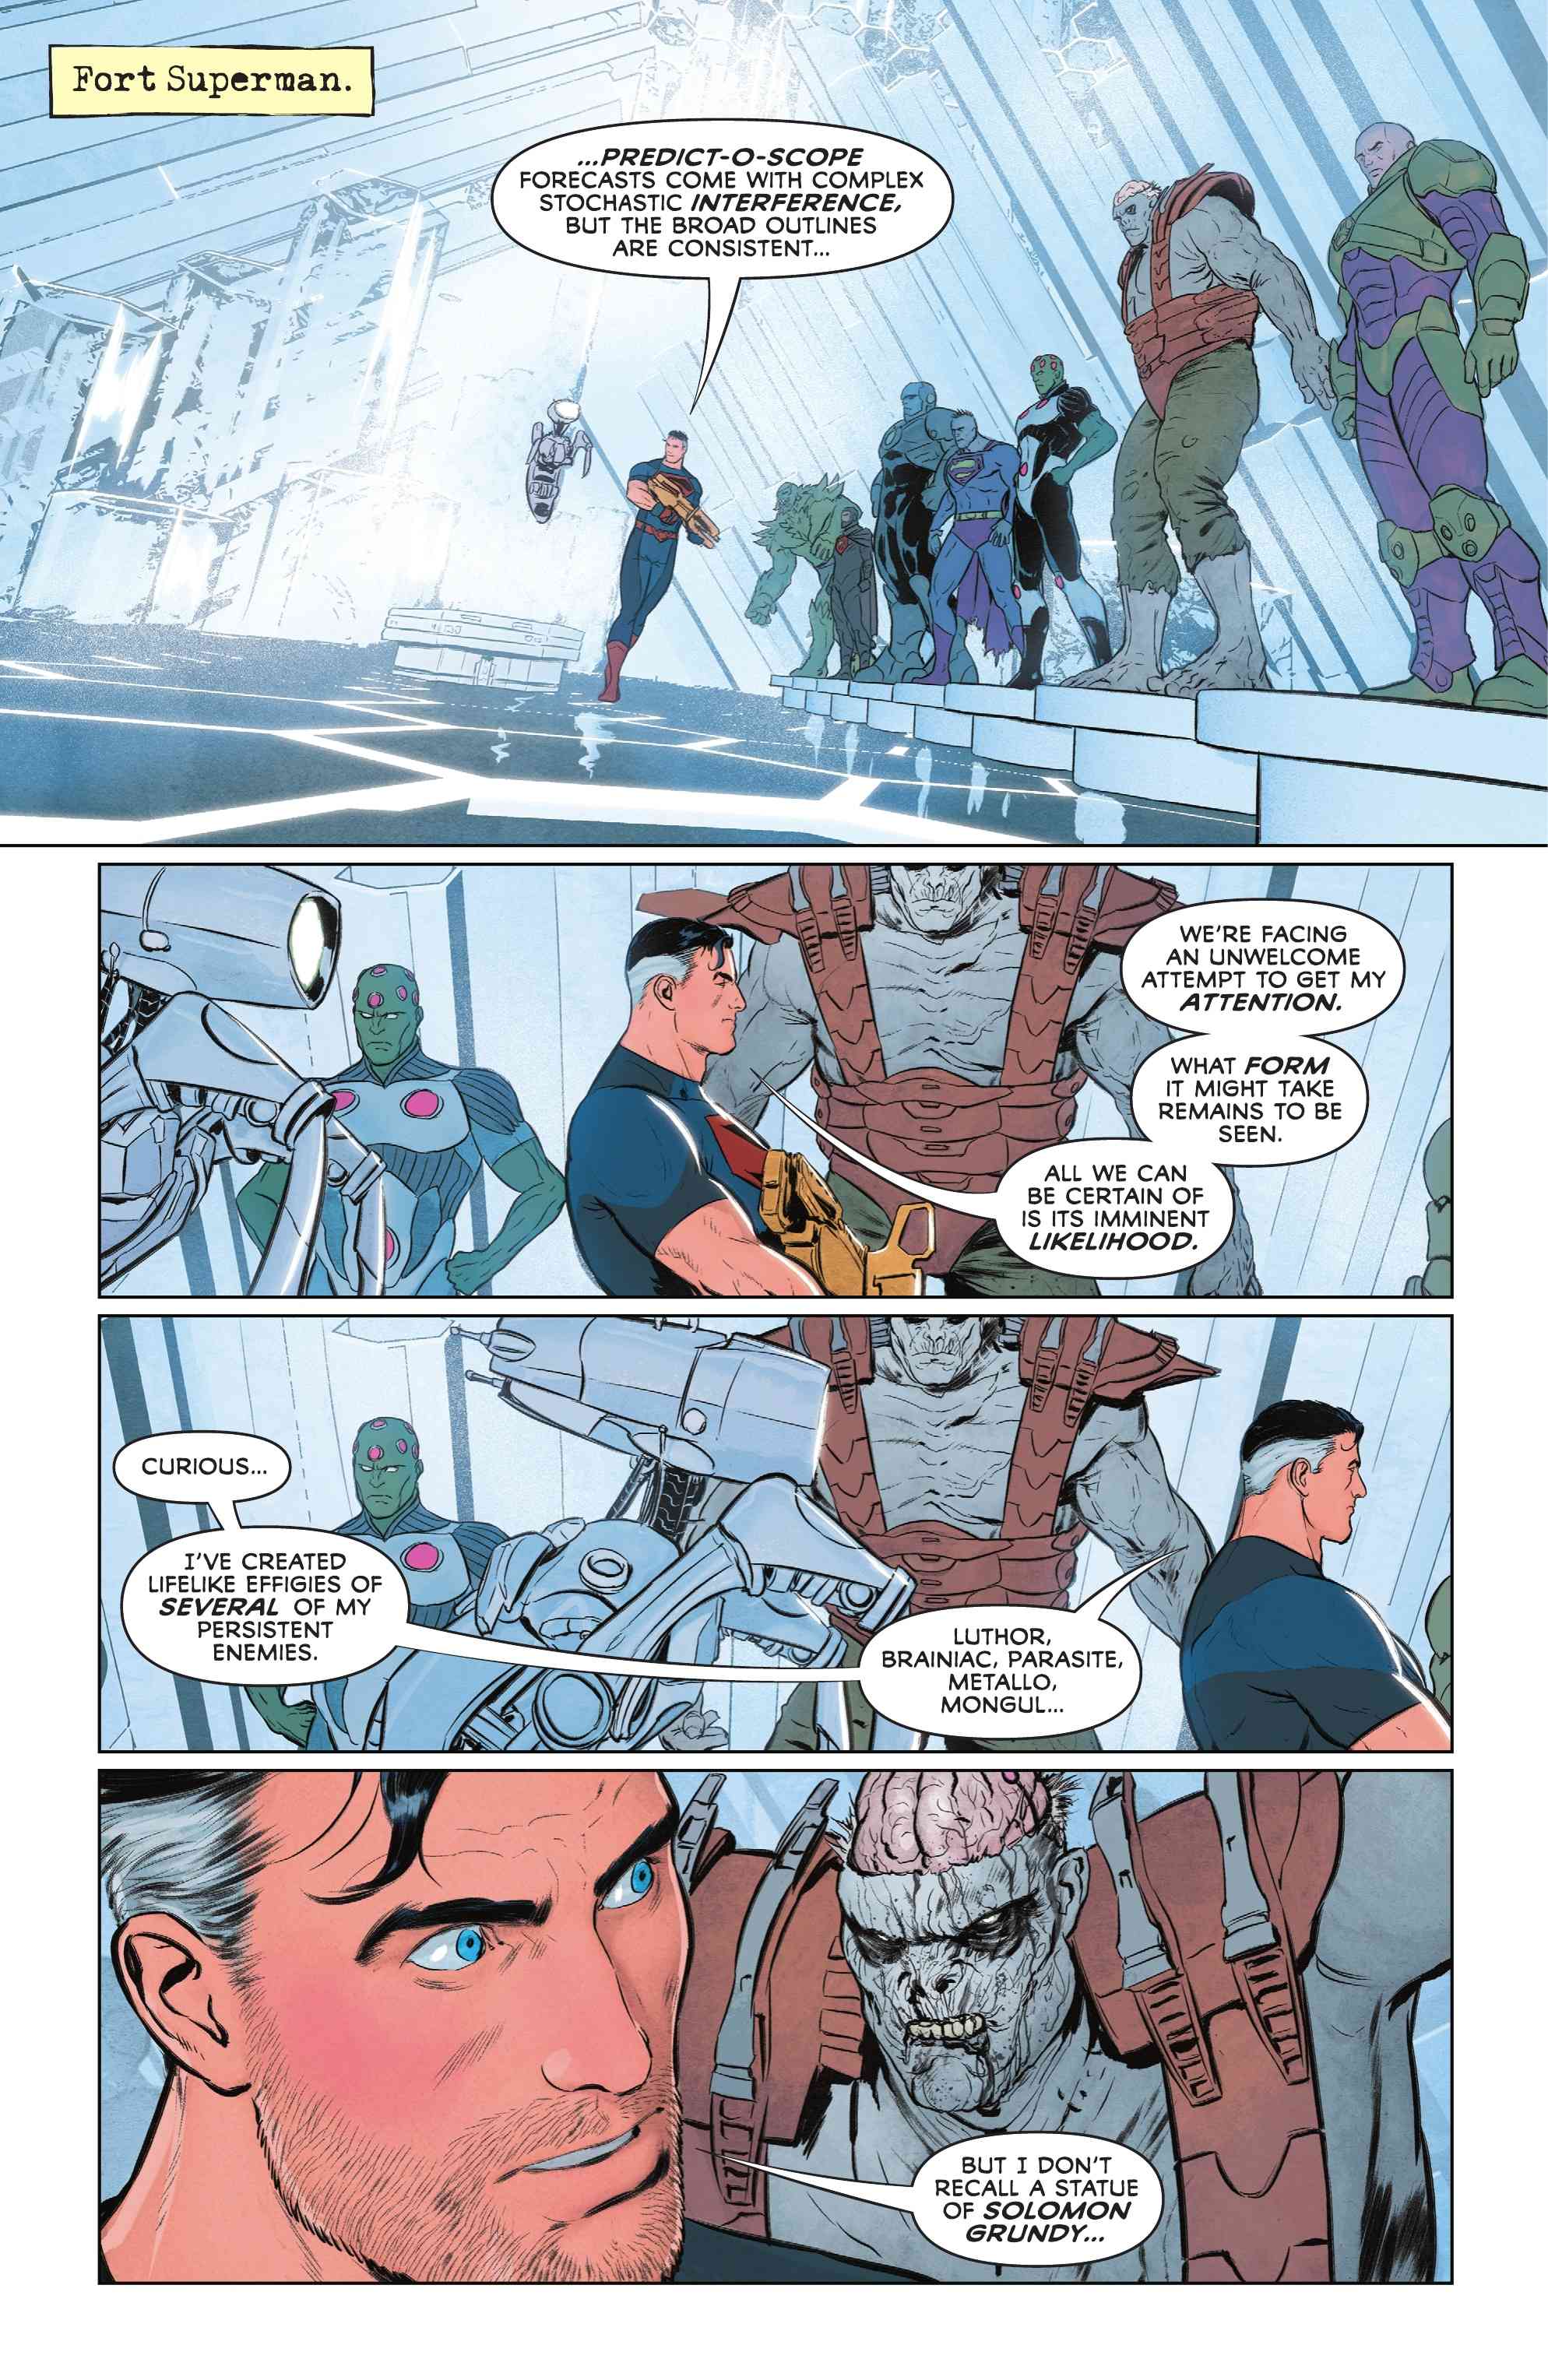 Fort Superman.
...PREDICT-O-SCOPE
FORECASTS COME WITH COMPLEX
STOCHASTIC INTERFERENCE,
BUT THE BROAD OUTLINES
ARE CONSISTENT...
WE'RE FACING
AN UNWELCOME
ATTEMPT TO GET MY
ATTENTION.
WHAT FORM
IT MIGHT TAKE
REMAINS TO BE
SEEN.
ALL WE CAN
BE CERTAIN OF
IS ITS IMMINENT
LIKELIHOOD.
CURIOUS...
I'VE CREATED
LIFELIKE EFFIGIES OF
SEVERAL OF MY
PERSISTENT
ENEMIES.
LUTHOR,
BRAINIAC, PARASITE,
METALLO,
MONGUL...
BUT I DON'T
RECALL A STATUE
OF SOLOMON
GRUNDY...